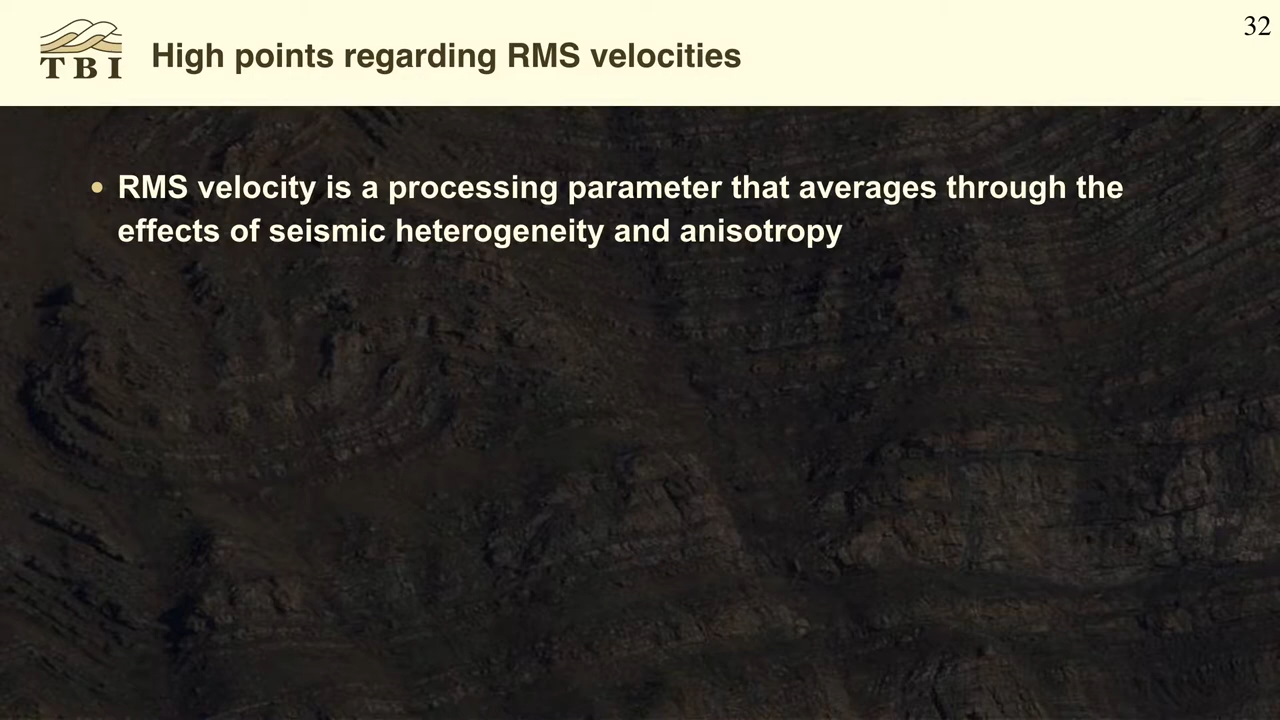 32
TBI
High points regarding RMS velocities
• RMS velocity is a processing parameter that averages through the
effects of seismic heterogeneity and anisotropy